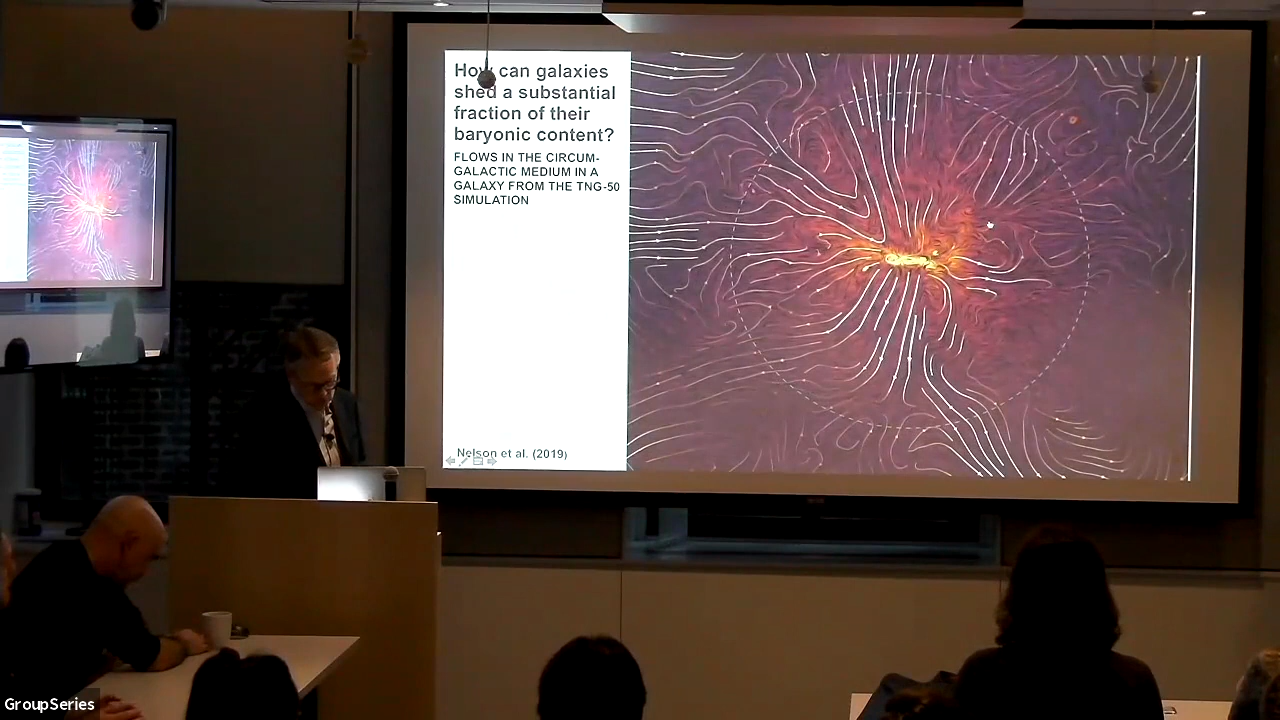 How can galaxies
shed a substantial
fraction of their
baryonic content?
FLOWS IN THE CIRCUM-
GALACTIC MEDIUM IN A
GALAXY FROM THE TNG-50
SIMULATION
Nelson et al. (2019)
GroupSeries